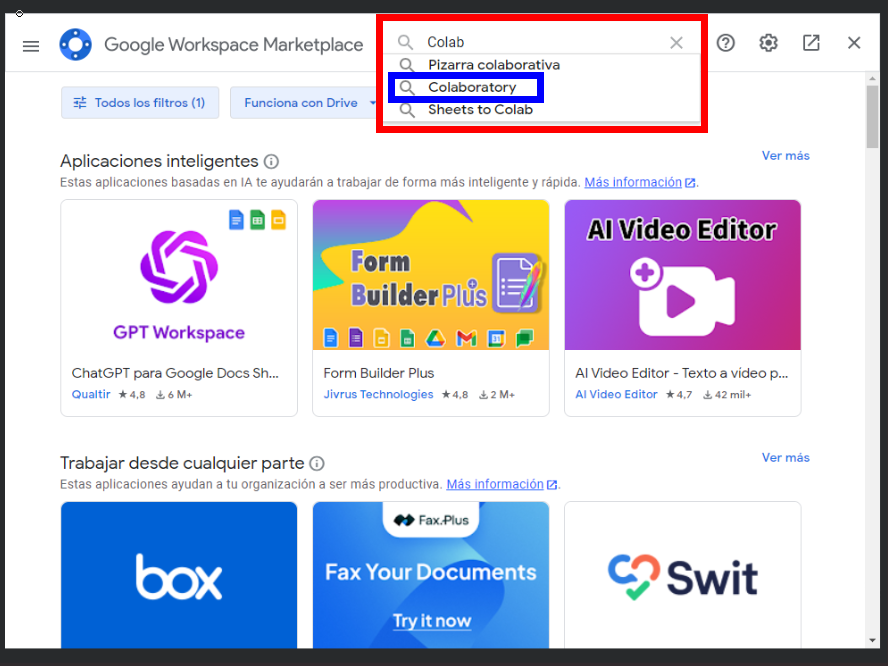 Google Workspace Marketplace
Colab
Pizarra colaborativa
Colaboratory
Sheets to Colab
Todos los filtros (1)
Funciona con Drive
Aplicaciones inteligentes
Ver más
Estas aplicaciones basadas en IA te ayudarán a trabajar de forma más inteligente y rápida. Más información.
GPT Workspace
ChatGPT para Google Docs Sh...
Qualtir ★ 4,8 6 M+
Form
Builder Plus
Form Builder Plus
Jivrus Technologies ★ 4,8 2 M+
AI Video Editor
AI Video Editor - Texto a vídeo p...
AI Video Editor ★ 4,7 42 mil+
Trabajar desde cualquier parte
Ver más
Estas aplicaciones ayudan a tu organización a ser más productiva. Más información.
box
Fax.Plus
Fax Your Documents
Try it now
Swit